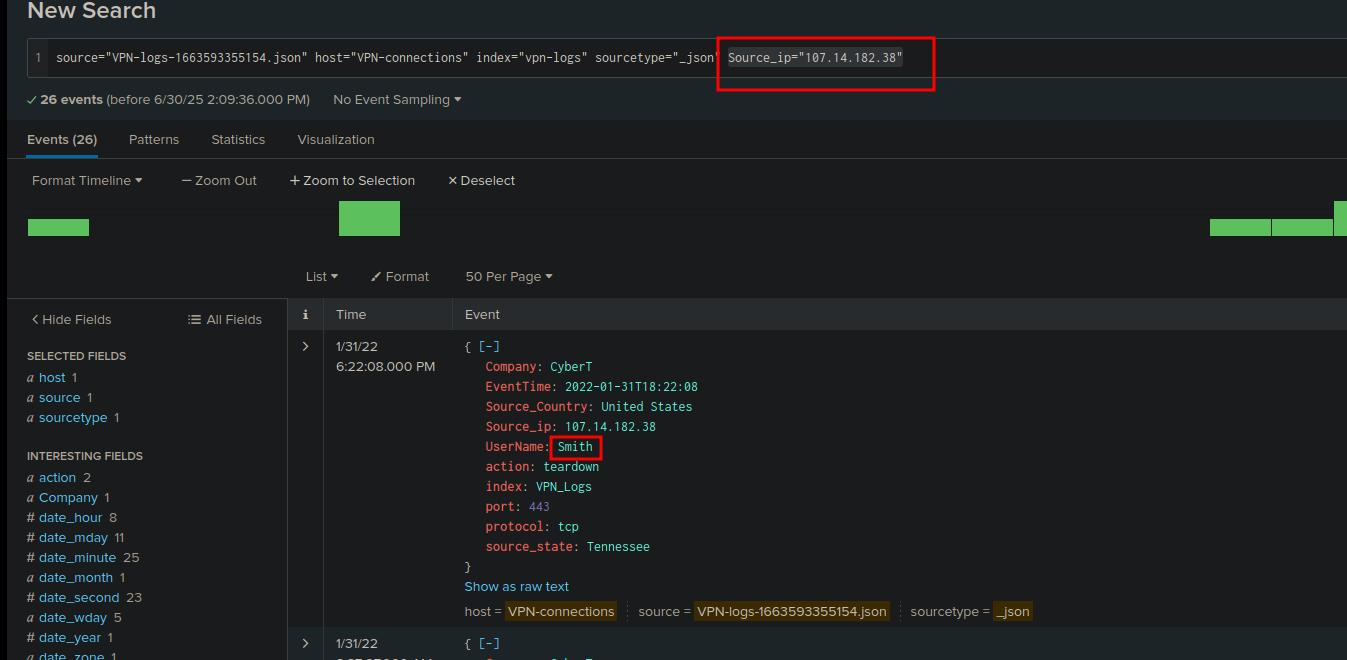 New Search
1 source="VPN-logs-1663593355154.json" host="VPN-connections" index="vpn-logs" sourcetype="_json" Source_ip="107.14.182.38"
✓ 26 events (before 6/30/25 2:09:36.000 PM) No Event Sampling
Events (26) Patterns Statistics Visualization
Format Timeline — Zoom Out + Zoom to Selection × Deselect
List Format 50 Per Page
< Hide Fields All Fields
i Time Event
SELECTED FIELDS
a host 1
a source 1
a sourcetype 1
INTERESTING FIELDS
a action 2
a Company 1
# date_hour 8
# date_mday 11
# date_minute 25
a date_month 1
# date_second 23
a date_wday 5
# date_year 1
a date_zone 1
> 1/31/22
6:22:08.000 PM
{ [-]
Company: CyberT
EventTime: 2022-01-31T18:22:08
Source_Country: United States
Source_ip: 107.14.182.38
UserName: Smith
action: teardown
index: VPN_Logs
port: 443
protocol: tcp
source_state: Tennessee
}
Show as raw text
host = VPN-connections source = VPN-logs-1663593355154.json sourcetype = _json
> 1/31/22 { [-]